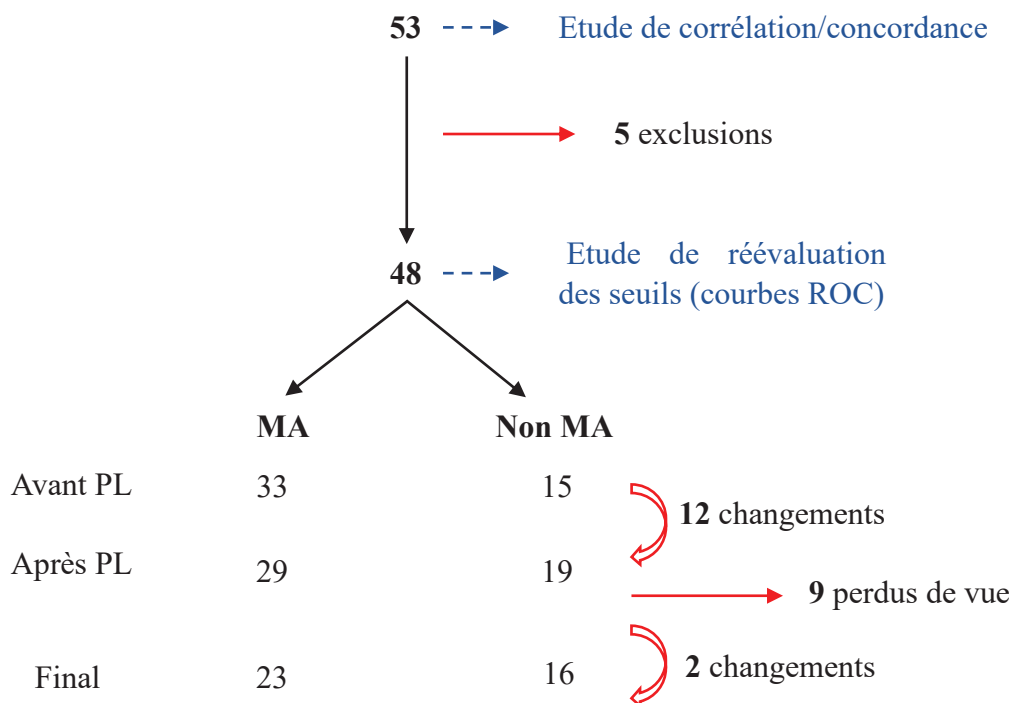 53 Etude de corrélation/concordance
5 exclusions
48 Etude de réévaluation
des seuils (courbes ROC)
MA Non MA
Avant PL 33 15
12 changements
Après PL 29 19
9 perdus de vue
2 changements
Final 23 16